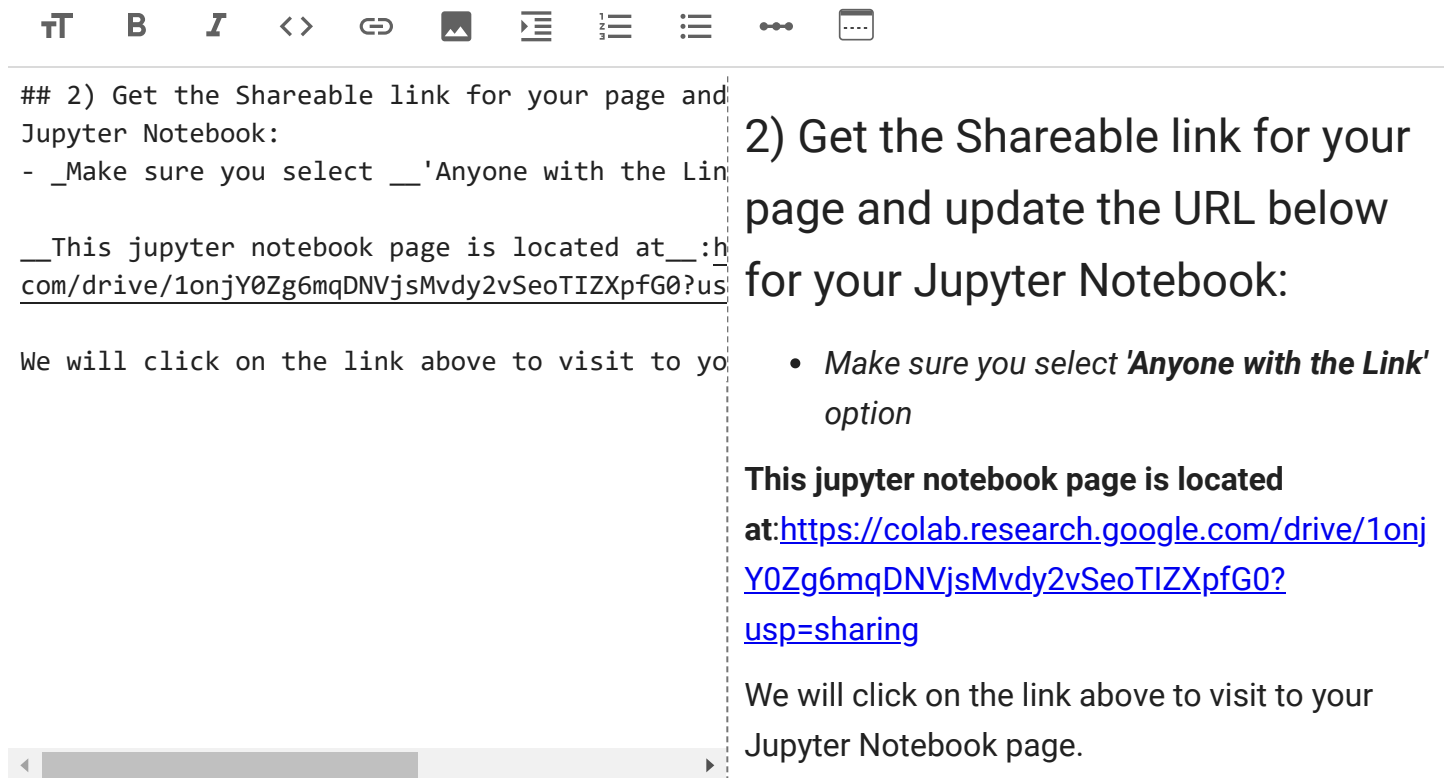 ## 2) Get the Shareable link for your page and
Jupyter Notebook:
- _Make sure you select __'Anyone with the Lin
__This jupyter notebook page is located at__:h
com/drive/1onjY0Zg6mqDNVjsMvdy2vSeoTIZXpfG0?us
We will click on the link above to visit to yo
2) Get the Shareable link for your
page and update the URL below
for your Jupyter Notebook:
• Make sure you select 'Anyone with the Link'
option
This jupyter notebook page is located
at:https://colab.research.google.com/drive/1onj
Y0Zg6mqDNVjsMvdy2vSeoTIZXpfG0?
usp=sharing
We will click on the link above to visit to your
Jupyter Notebook page.